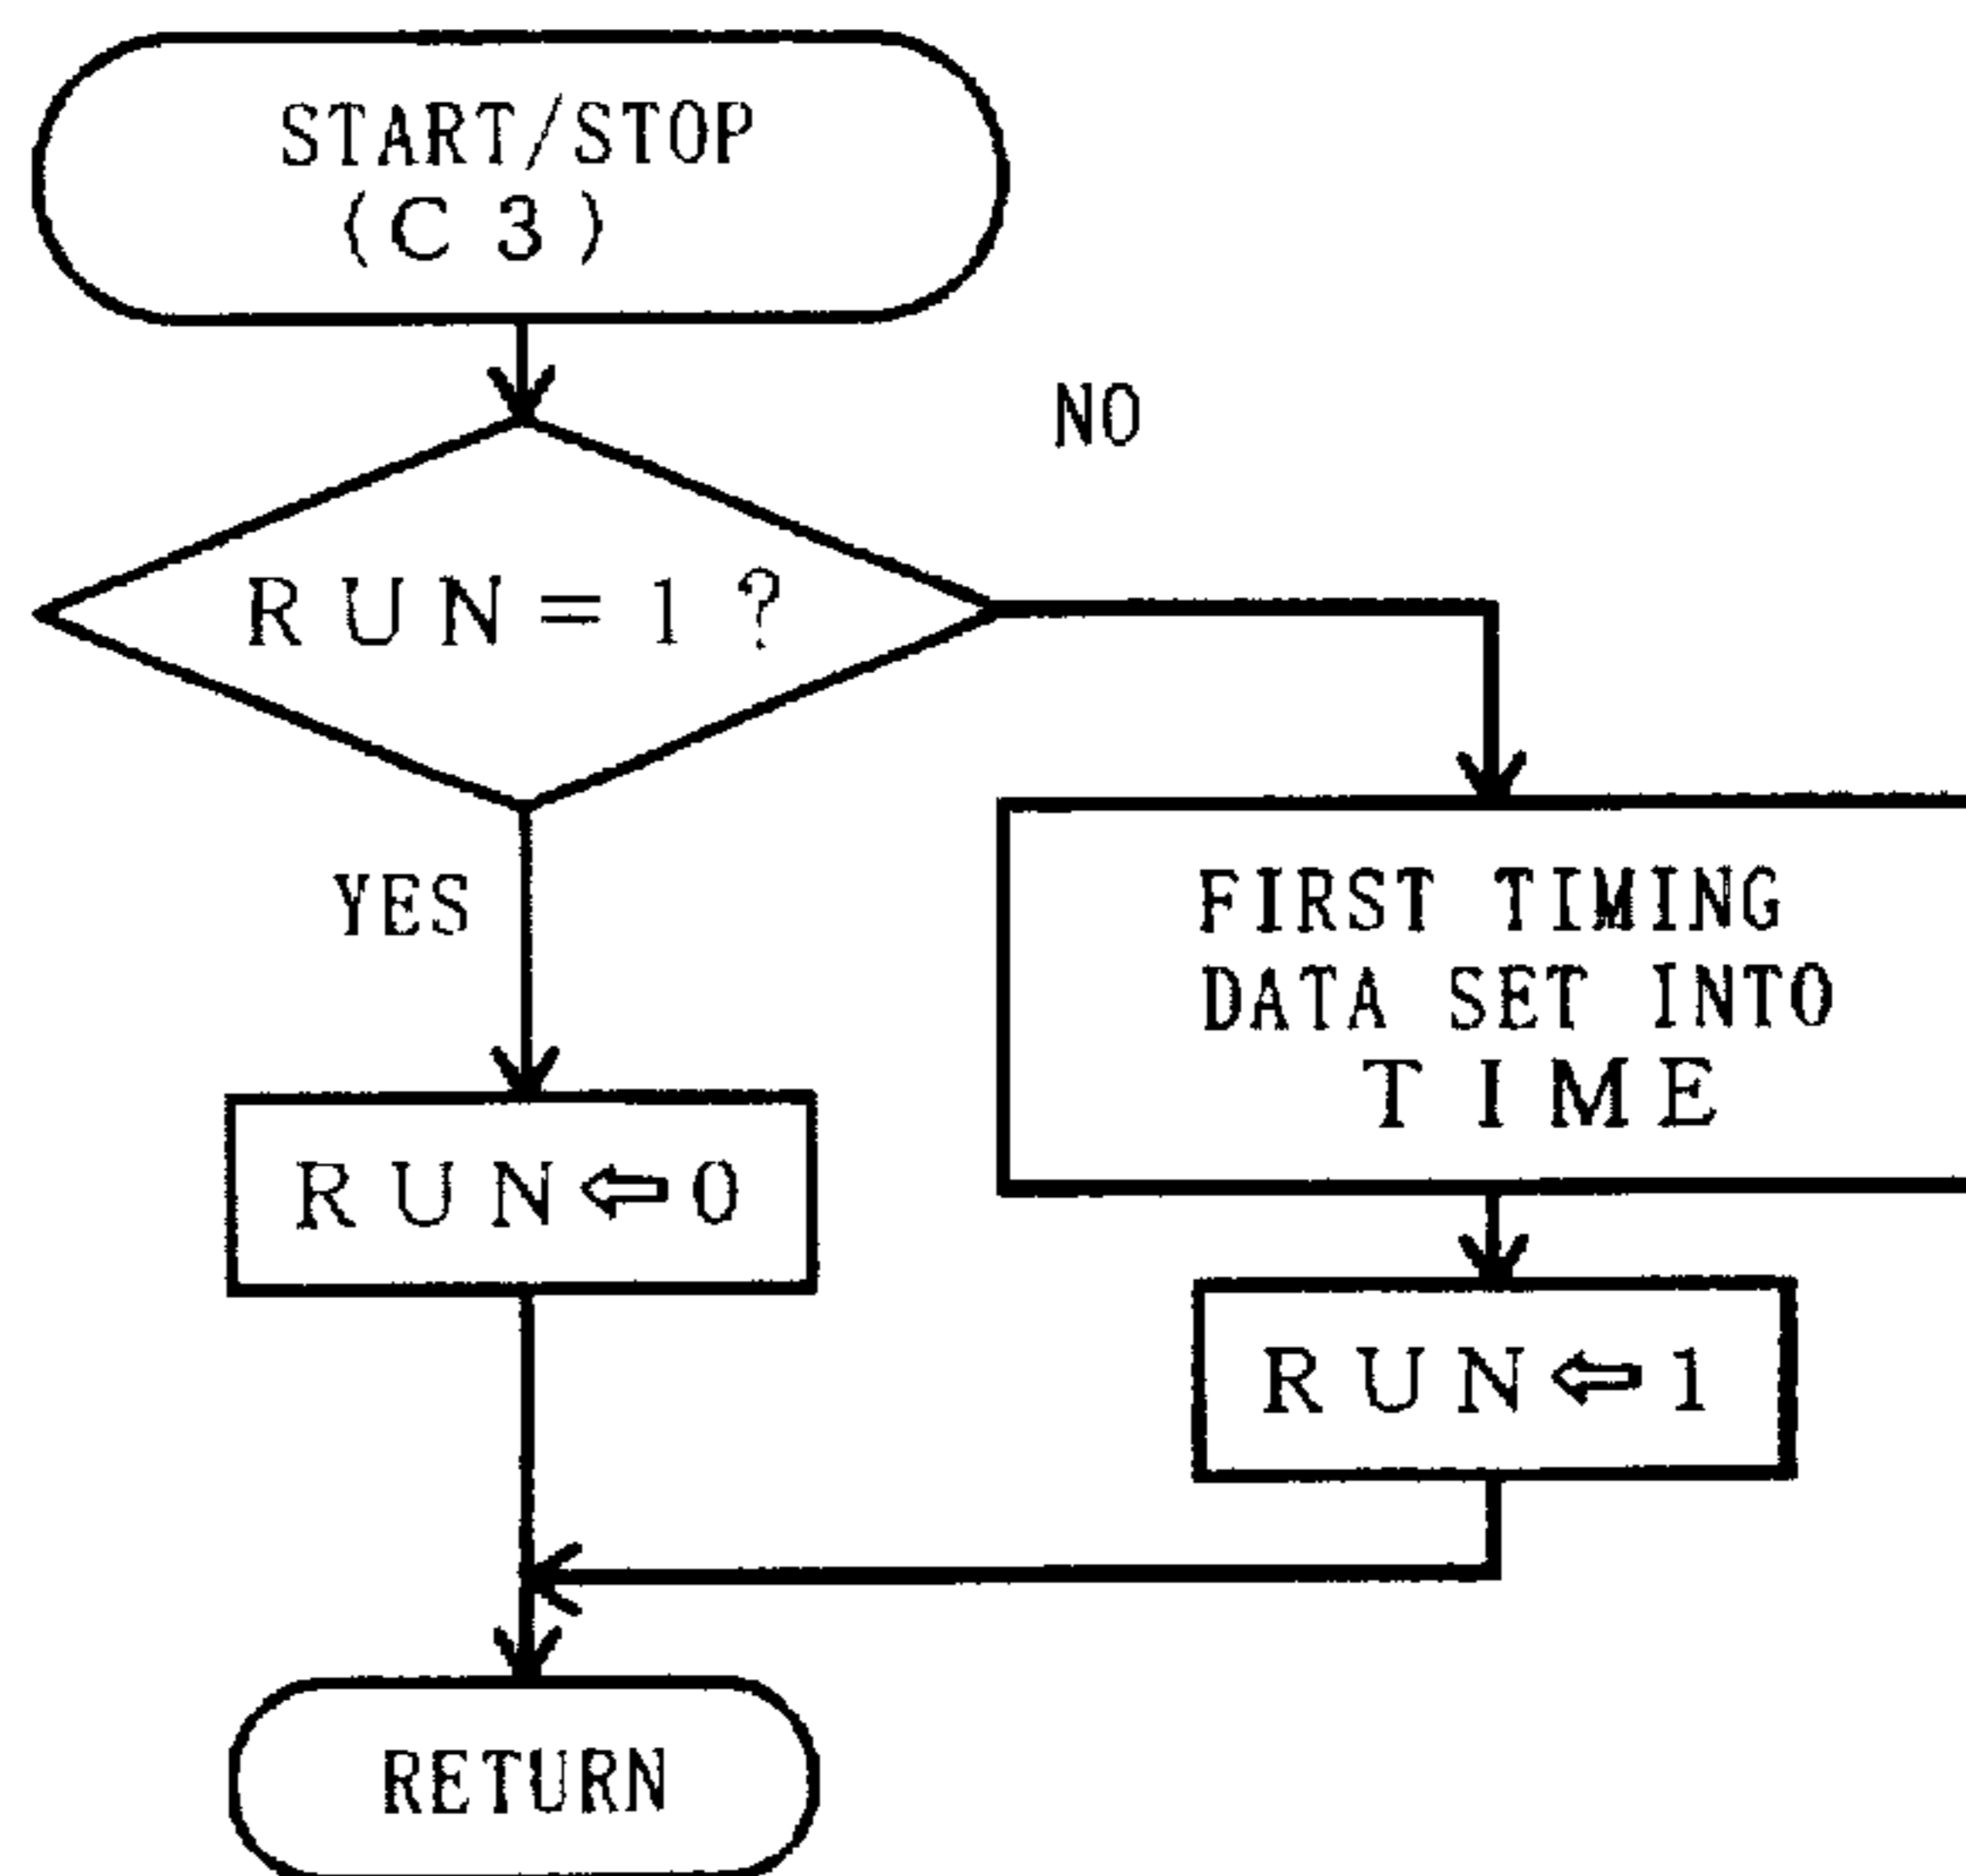 START/STOP
(C3)
NO
RUN=1?
YES
FIRST TIMING
DATA SET INTO
TIME
RUN⇦0
RUN⇦1
RETURN